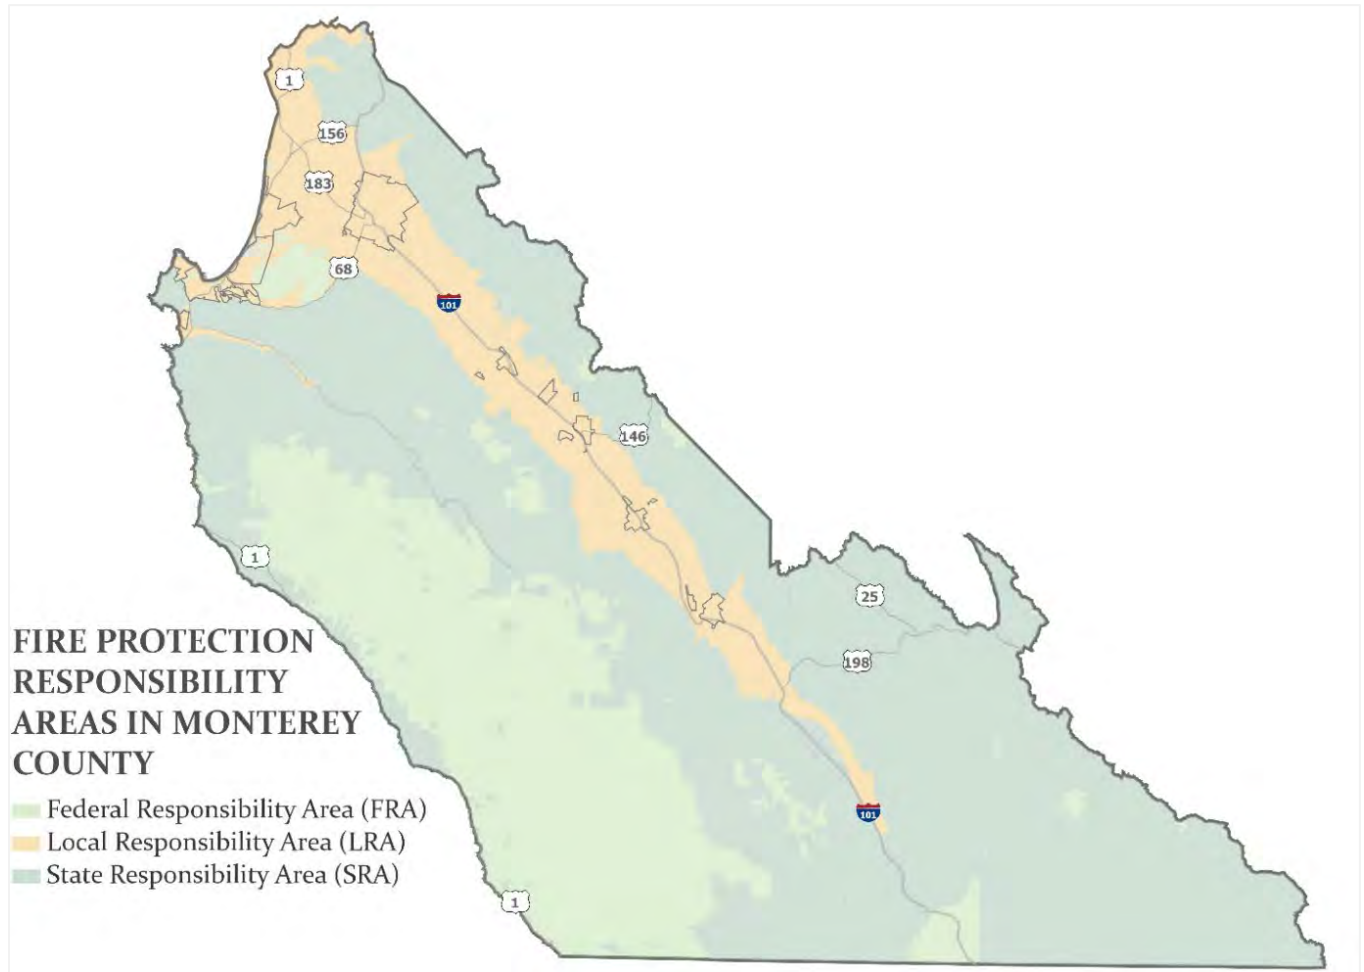 1
156
183
68
101
146
1
25
198
101
1
FIRE PROTECTION
RESPONSIBILITY
AREAS IN MONTEREY
COUNTY
Federal Responsibility Area (FRA)
Local Responsibility Area (LRA)
State Responsibility Area (SRA)